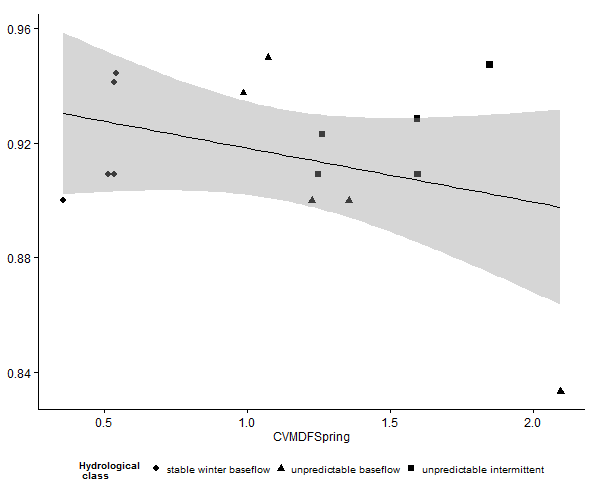 0.96
0.92
0.88
0.84
0.5 1.0 1.5 2.0
CVMDFSpring
Hydrological
class
stable winter baseflow unpredictable baseflow unpredictable intermittent